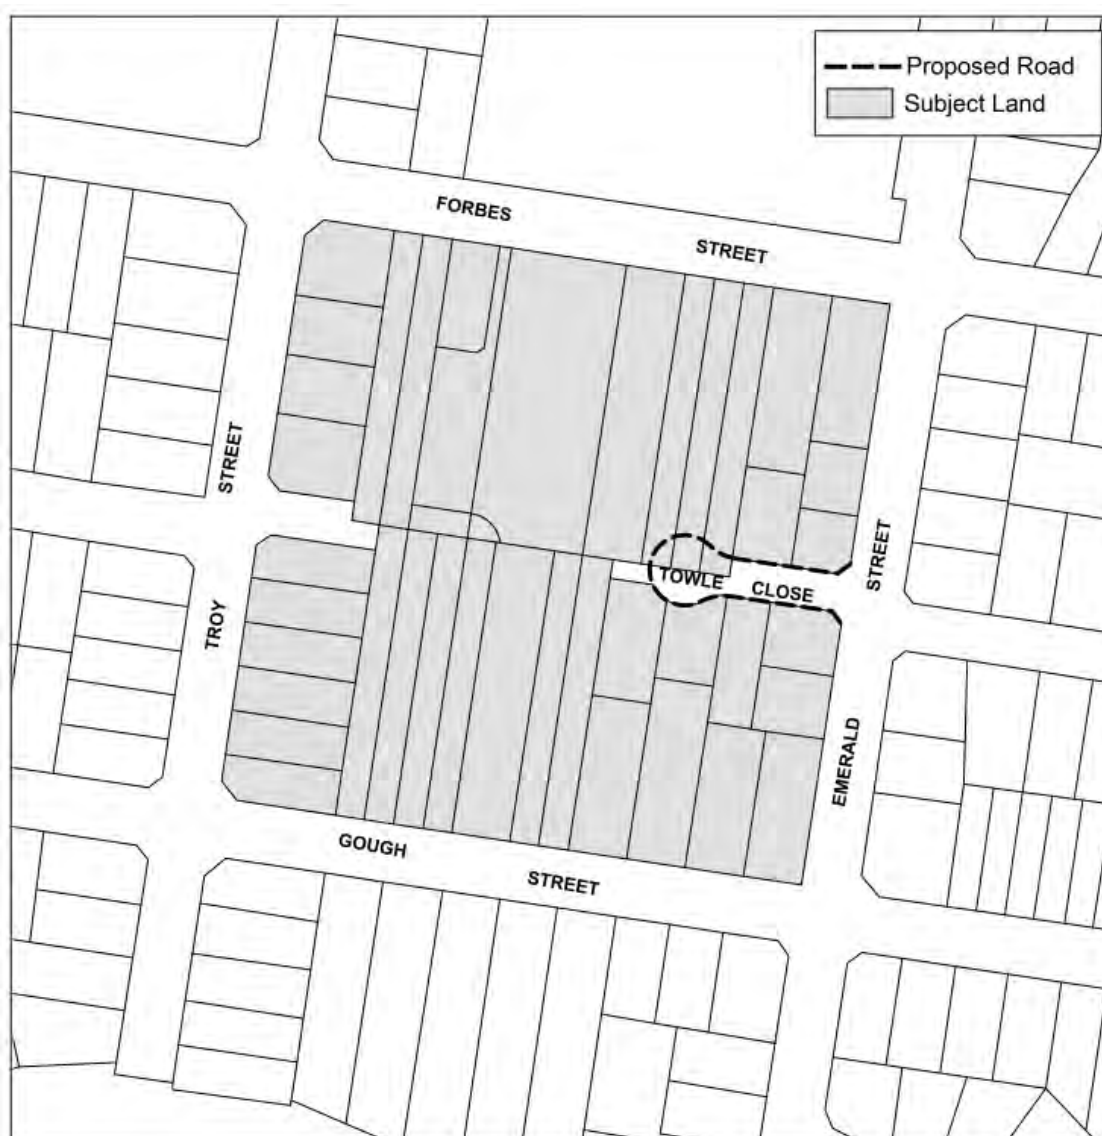 Proposed Road
Subject Land
FORBES
STREET
STREET
STREET
TOWLE
CLOSE
TROY
EMERALD
GOUGH
STREET